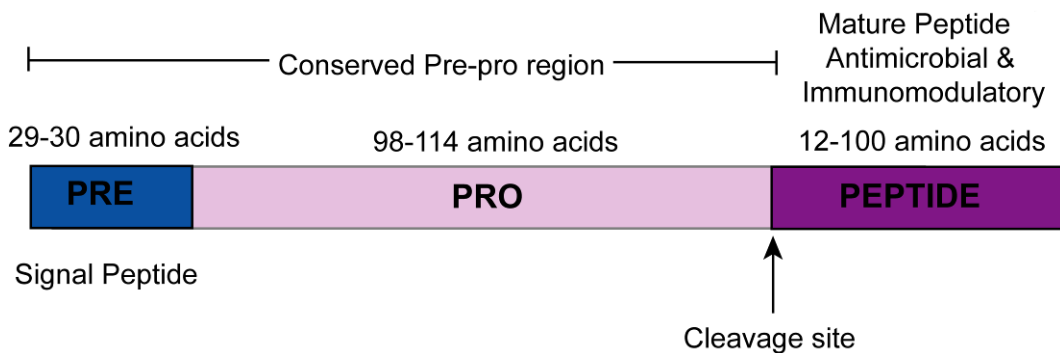 Mature Peptide
Antimicrobial &
Immunomodulatory
Conserved Pre-pro region
29-30 amino acids
98-114 amino acids
12-100 amino acids
PRE
PRO
PEPTIDE
Signal Peptide
Cleavage site